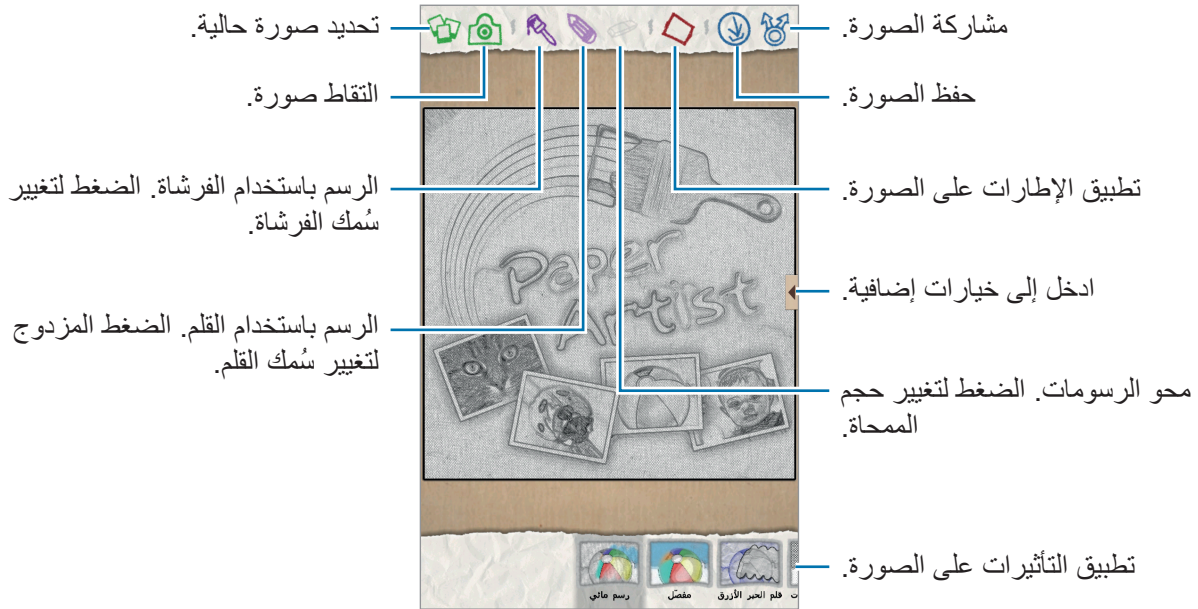 مشاركة الصورة.
تحديد صورة حالية.
حفظ الصورة.
التقاط صورة.
تطبيق الإطارات على الصورة.
الرسم باستخدام الفرشاة. الضغط لتغيير
سُمك الفرشاة.
ادخل إلى خيارات إضافية.
الرسم باستخدام القلم. الضغط المزدوج
لتغيير سُمك القلم.
محو الرسومات. الضغط لتغيير حجم
الممحاة.
تطبيق التأثيرات على الصورة.
Paper
Artist
قلم الحبر الأزرق
مفصّل
رسم مائي